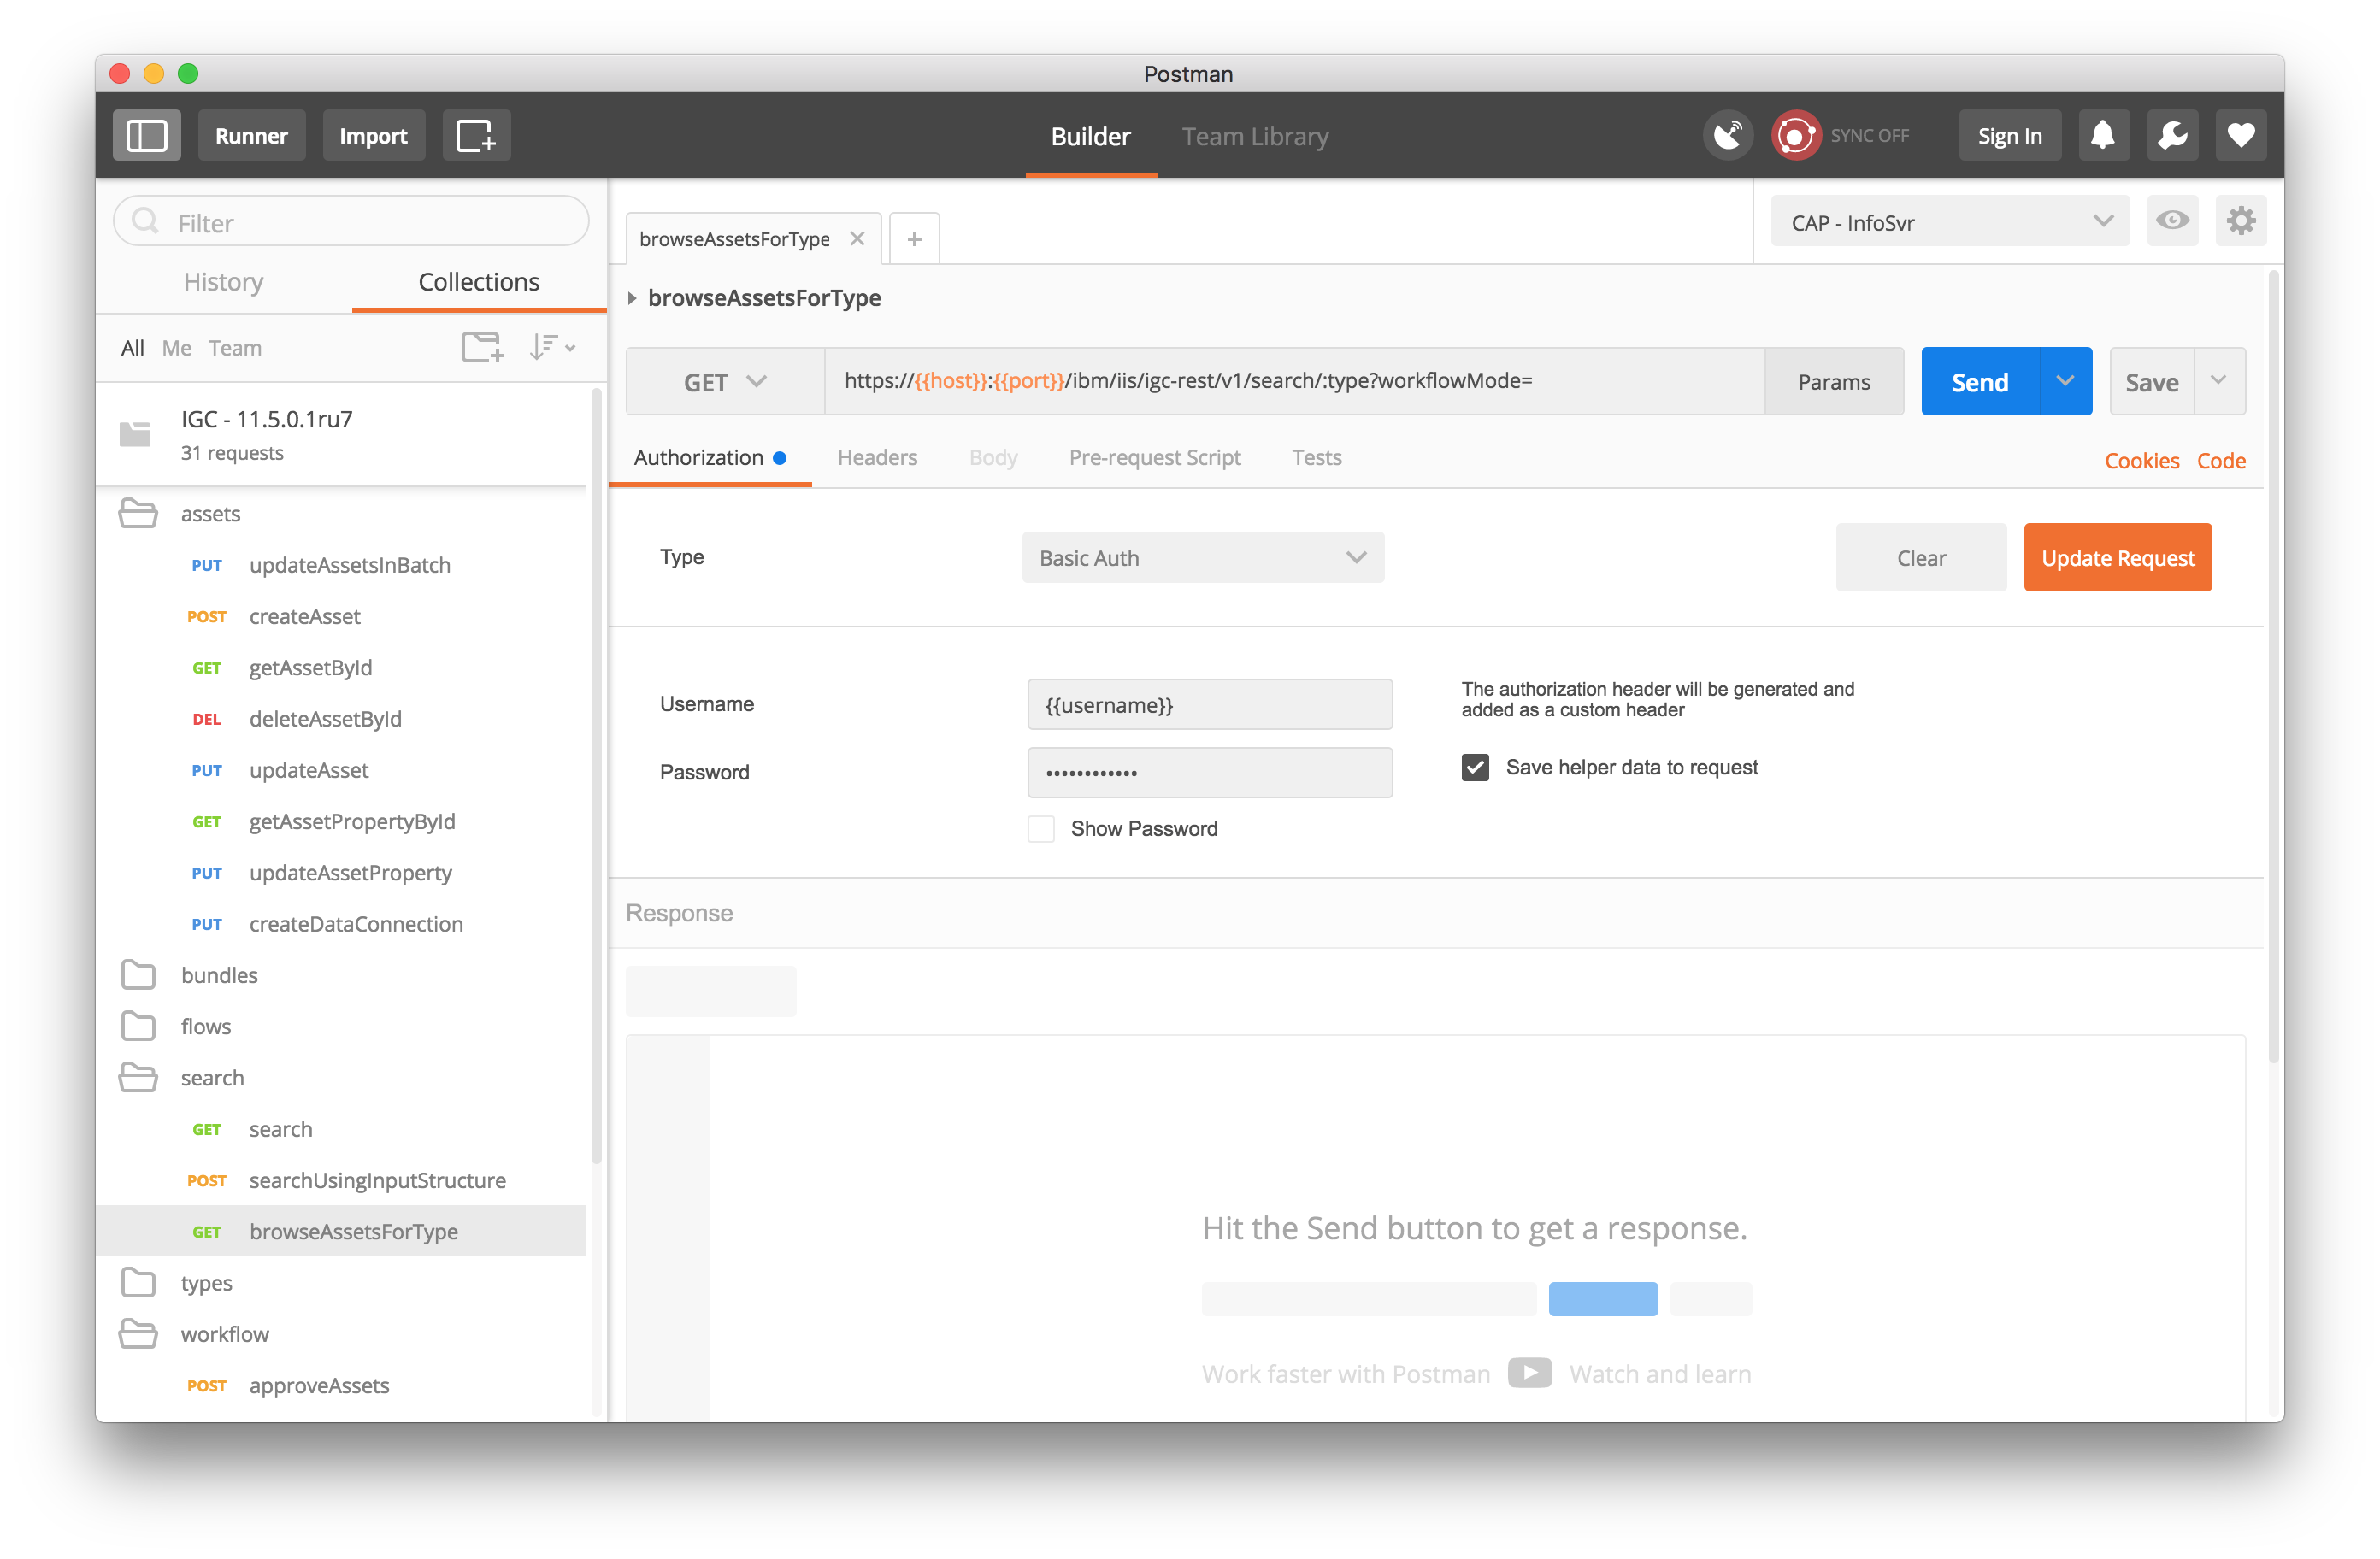 Postman
Runner
Import
Builder
Team Library
SYNC OFF
Sign In
Filter
History
Collections
All
Me
Team
IGC - 11.5.0.1ru7
31 requests
assets
PUT updateAssetsInBatch
POST createAsset
GET getAssetById
DEL deleteAssetById
PUT updateAsset
GET getAssetPropertyById
PUT updateAssetProperty
PUT createDataConnection
bundles
flows
search
GET search
POST searchUsingInputStructure
GET browseAssetsForType
types
workflow
POST approveAssets
browseAssetsForType
CAP - InfoSvr
browseAssetsForType
GET
https://{{host}}:{{port}}/ibm/iis/igc-rest/v1/search/:type?workflowMode=
Params
Send
Save
Authorization
Headers
Body
Pre-request Script
Tests
Cookies
Code
Type
Basic Auth
Clear
Update Request
Username
{{username}}
The authorization header will be generated and
added as a custom header
Password
••••••••••••
Save helper data to request
Show Password
Response
Hit the Send button to get a response.
Work faster with Postman
Watch and learn